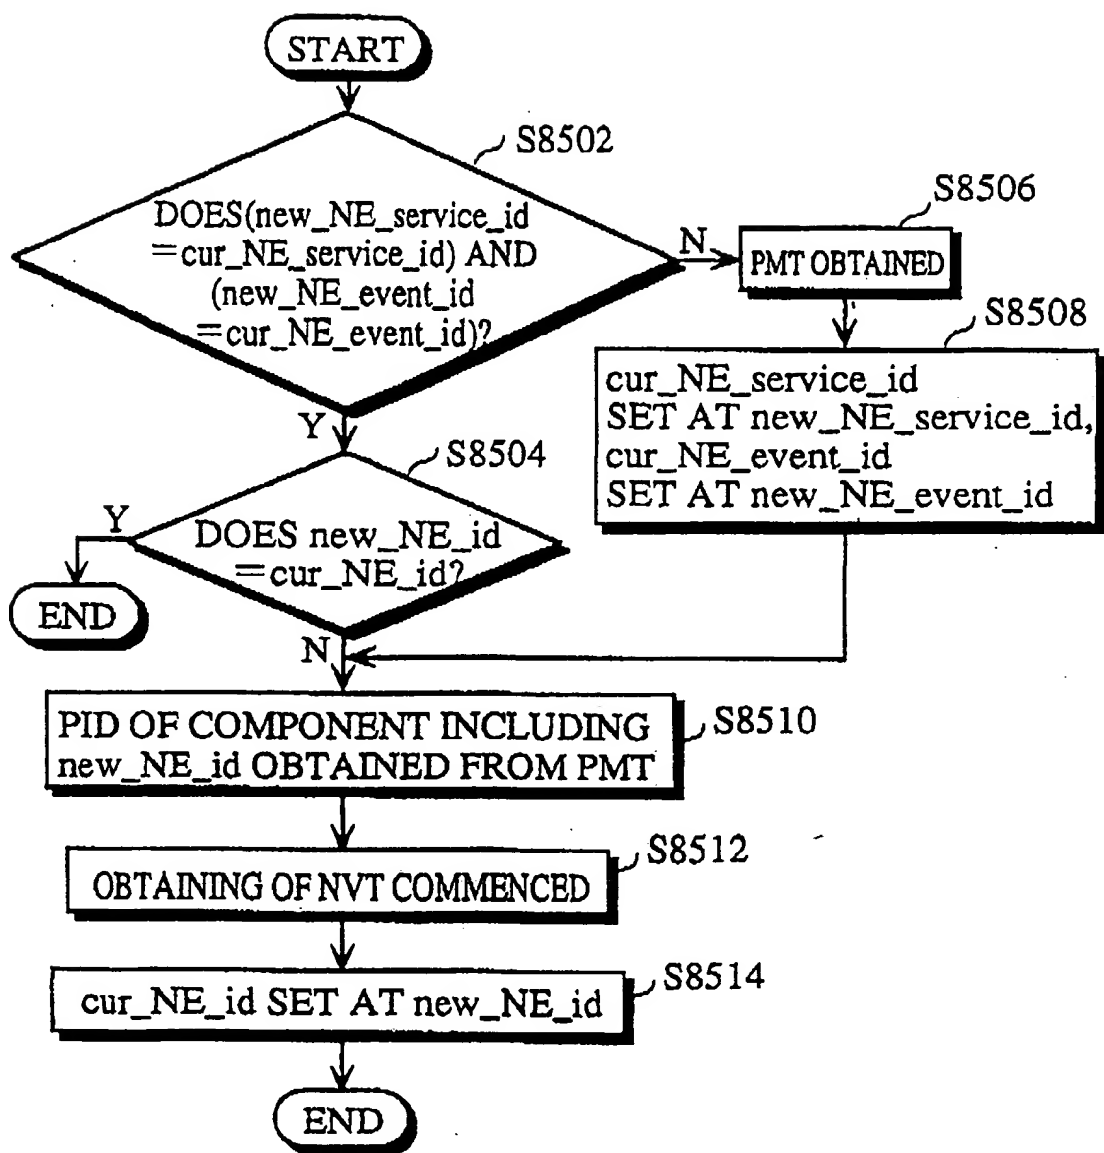 START
S8502
DOES(new_NE_service_id
=cur_NE_service_id) AND
(new_NE_event_id
=cur_NE_event_id)?
N
S8506
PMT OBTAINED
S8508
cur_NE_service_id
SET AT new_NE_service_id,
cur_NE_event_id
SET AT new_NE_event_id
Y
S8504
DOES new_NE_id
=cur_NE_id?
Y
END
N
S8510
PID OF COMPONENT INCLUDING
new_NE_id OBTAINED FROM PMT
S8512
OBTAINING OF NVT COMMENCED
S8514
cur_NE_id SET AT new_NE_id
END